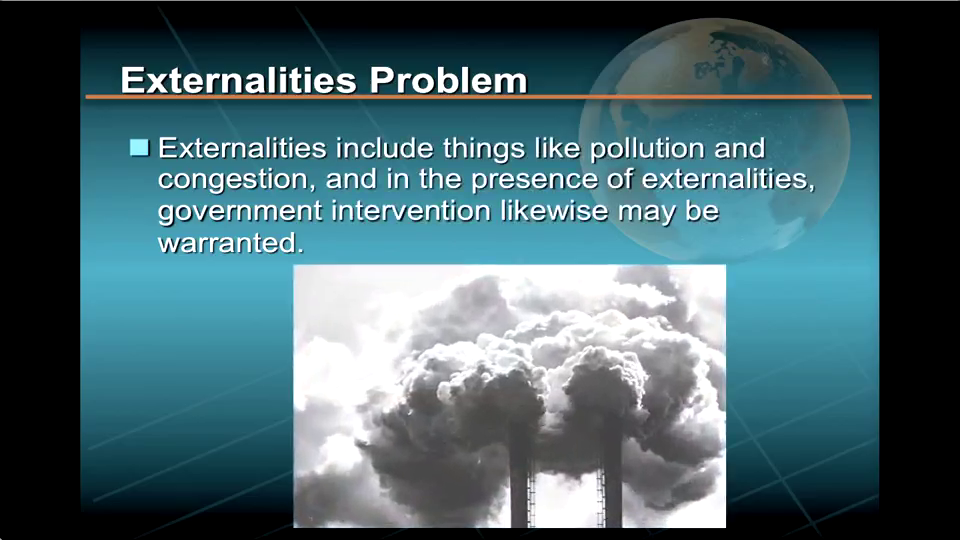 Externalities Problem
Externalities include things like pollution and
congestion, and in the presence of externalities,
government intervention likewise may be
warranted.